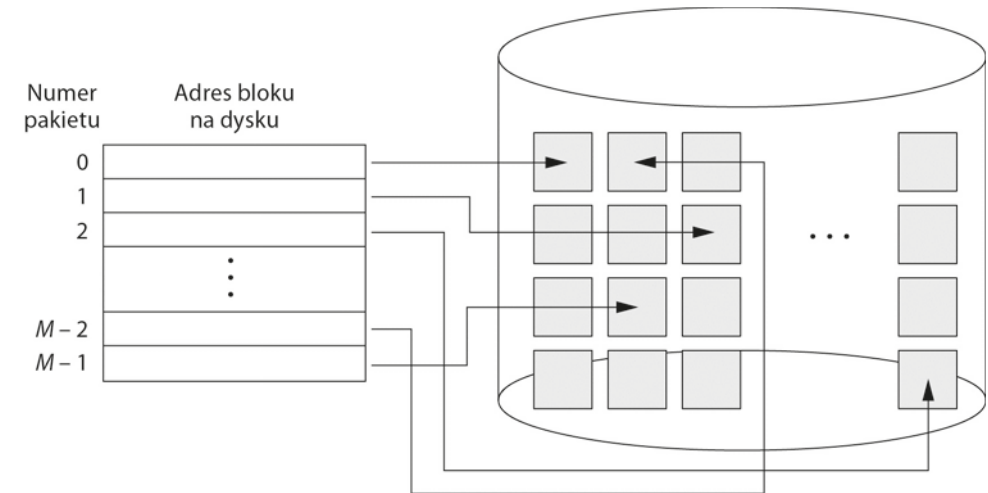 Numer
pakietu
Adres bloku
na dysku
0
1
2
M – 2
M – 1